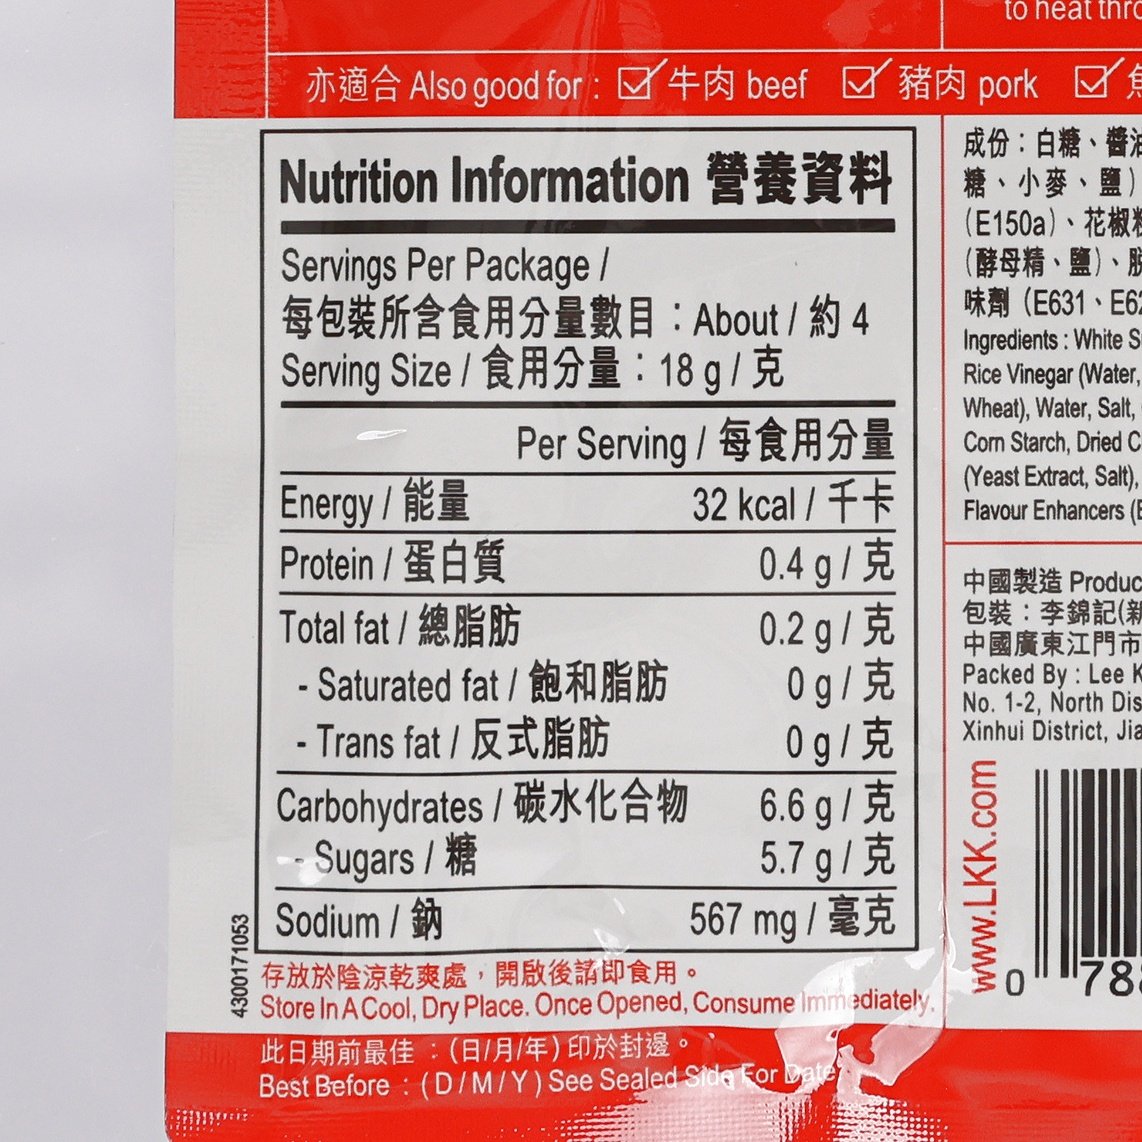 to heat
亦適合 Also good for : ☑ 牛肉 beef ☑ 豬肉 pork ☑
Nutrition Information 營養資料
Servings Per Package /
每包裝所含食用分量數目：About / 約 4
Serving Size / 食用分量：18 g / 克
Per Serving / 每食用分量
Energy / 能量 32 kcal / 千卡
Protein / 蛋白質 0.4 g / 克
Total fat / 總脂肪 0.2 g / 克
- Saturated fat / 飽和脂肪 0 g / 克
- Trans fat / 反式脂肪 0 g / 克
Carbohydrates / 碳水化合物 6.6 g / 克
- Sugars / 糖 5.7 g / 克
Sodium / 鈉 567 mg / 毫克
4300171053
存放於陰涼乾爽處，開啟後請即食用。
Store In A Cool, Dry Place. Once Opened, Consume Immediately.
此日期前最佳 : (日/月/年) 印於封邊。
Best Before : (D/M/Y) See Sealed Side For Date.
成份：白糖、醬油
糖、小麥、鹽)
(E150a)、花椒
(酵母精、鹽)、
味劑 (E631、
Ingredients : White
Rice Vinegar (Water,
Wheat), Water, Salt,
Corn Starch, Dried
(Yeast Extract, Salt),
Flavour Enhancers
中國製造
包裝：李錦記(新
中國廣東江門市
Packed By : Lee
No. 1-2, North
Xinhui District,
www.LKK.com
0 788